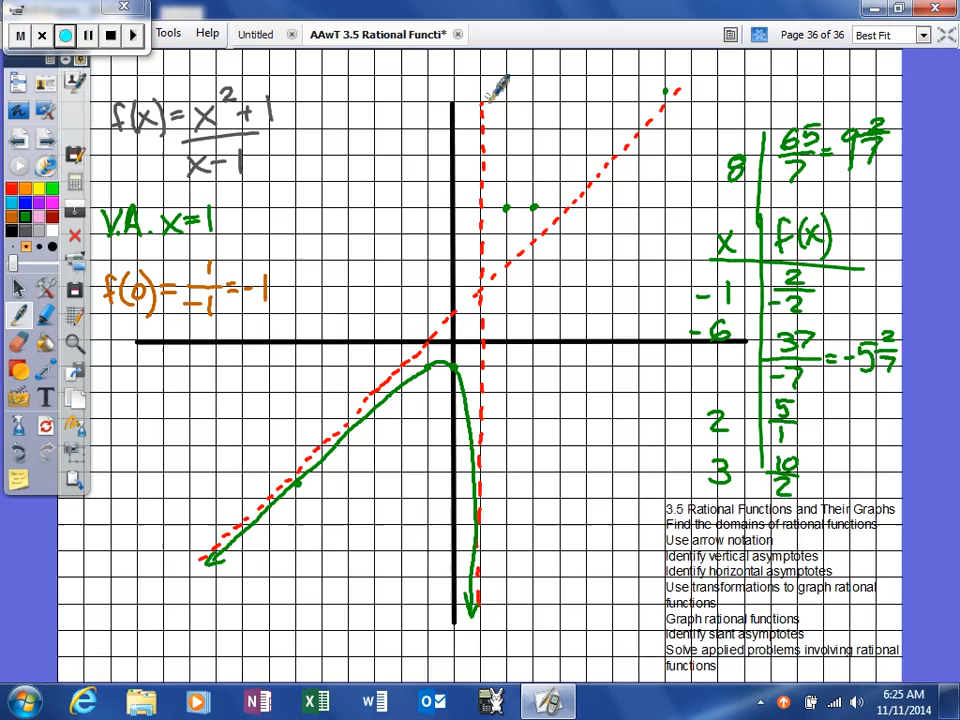 M
Tools Help Untitled AAwT 3.5 Rational Functi* Page 36 of 36 Best Fit
f(x) = x² + 1
x - 1
V.A. x = 1
f(0) = 1/-1 = -1
8 | 65/7 = 9 2/7
x | f(x)
-1 | 2/-2
-6 | 37/-7 = -5 2/7
2 | 5/1
3 | 10/2
3.5 Rational Functions and Their Graphs
Find the domains of rational functions
Use arrow notation
Identify vertical asymptotes
Identify horizontal asymptotes
Use transformations to graph rational
functions
Graph rational functions
Identify slant asymptotes
Solve applied problems involving rational
functions
6:25 AM
11/11/2014